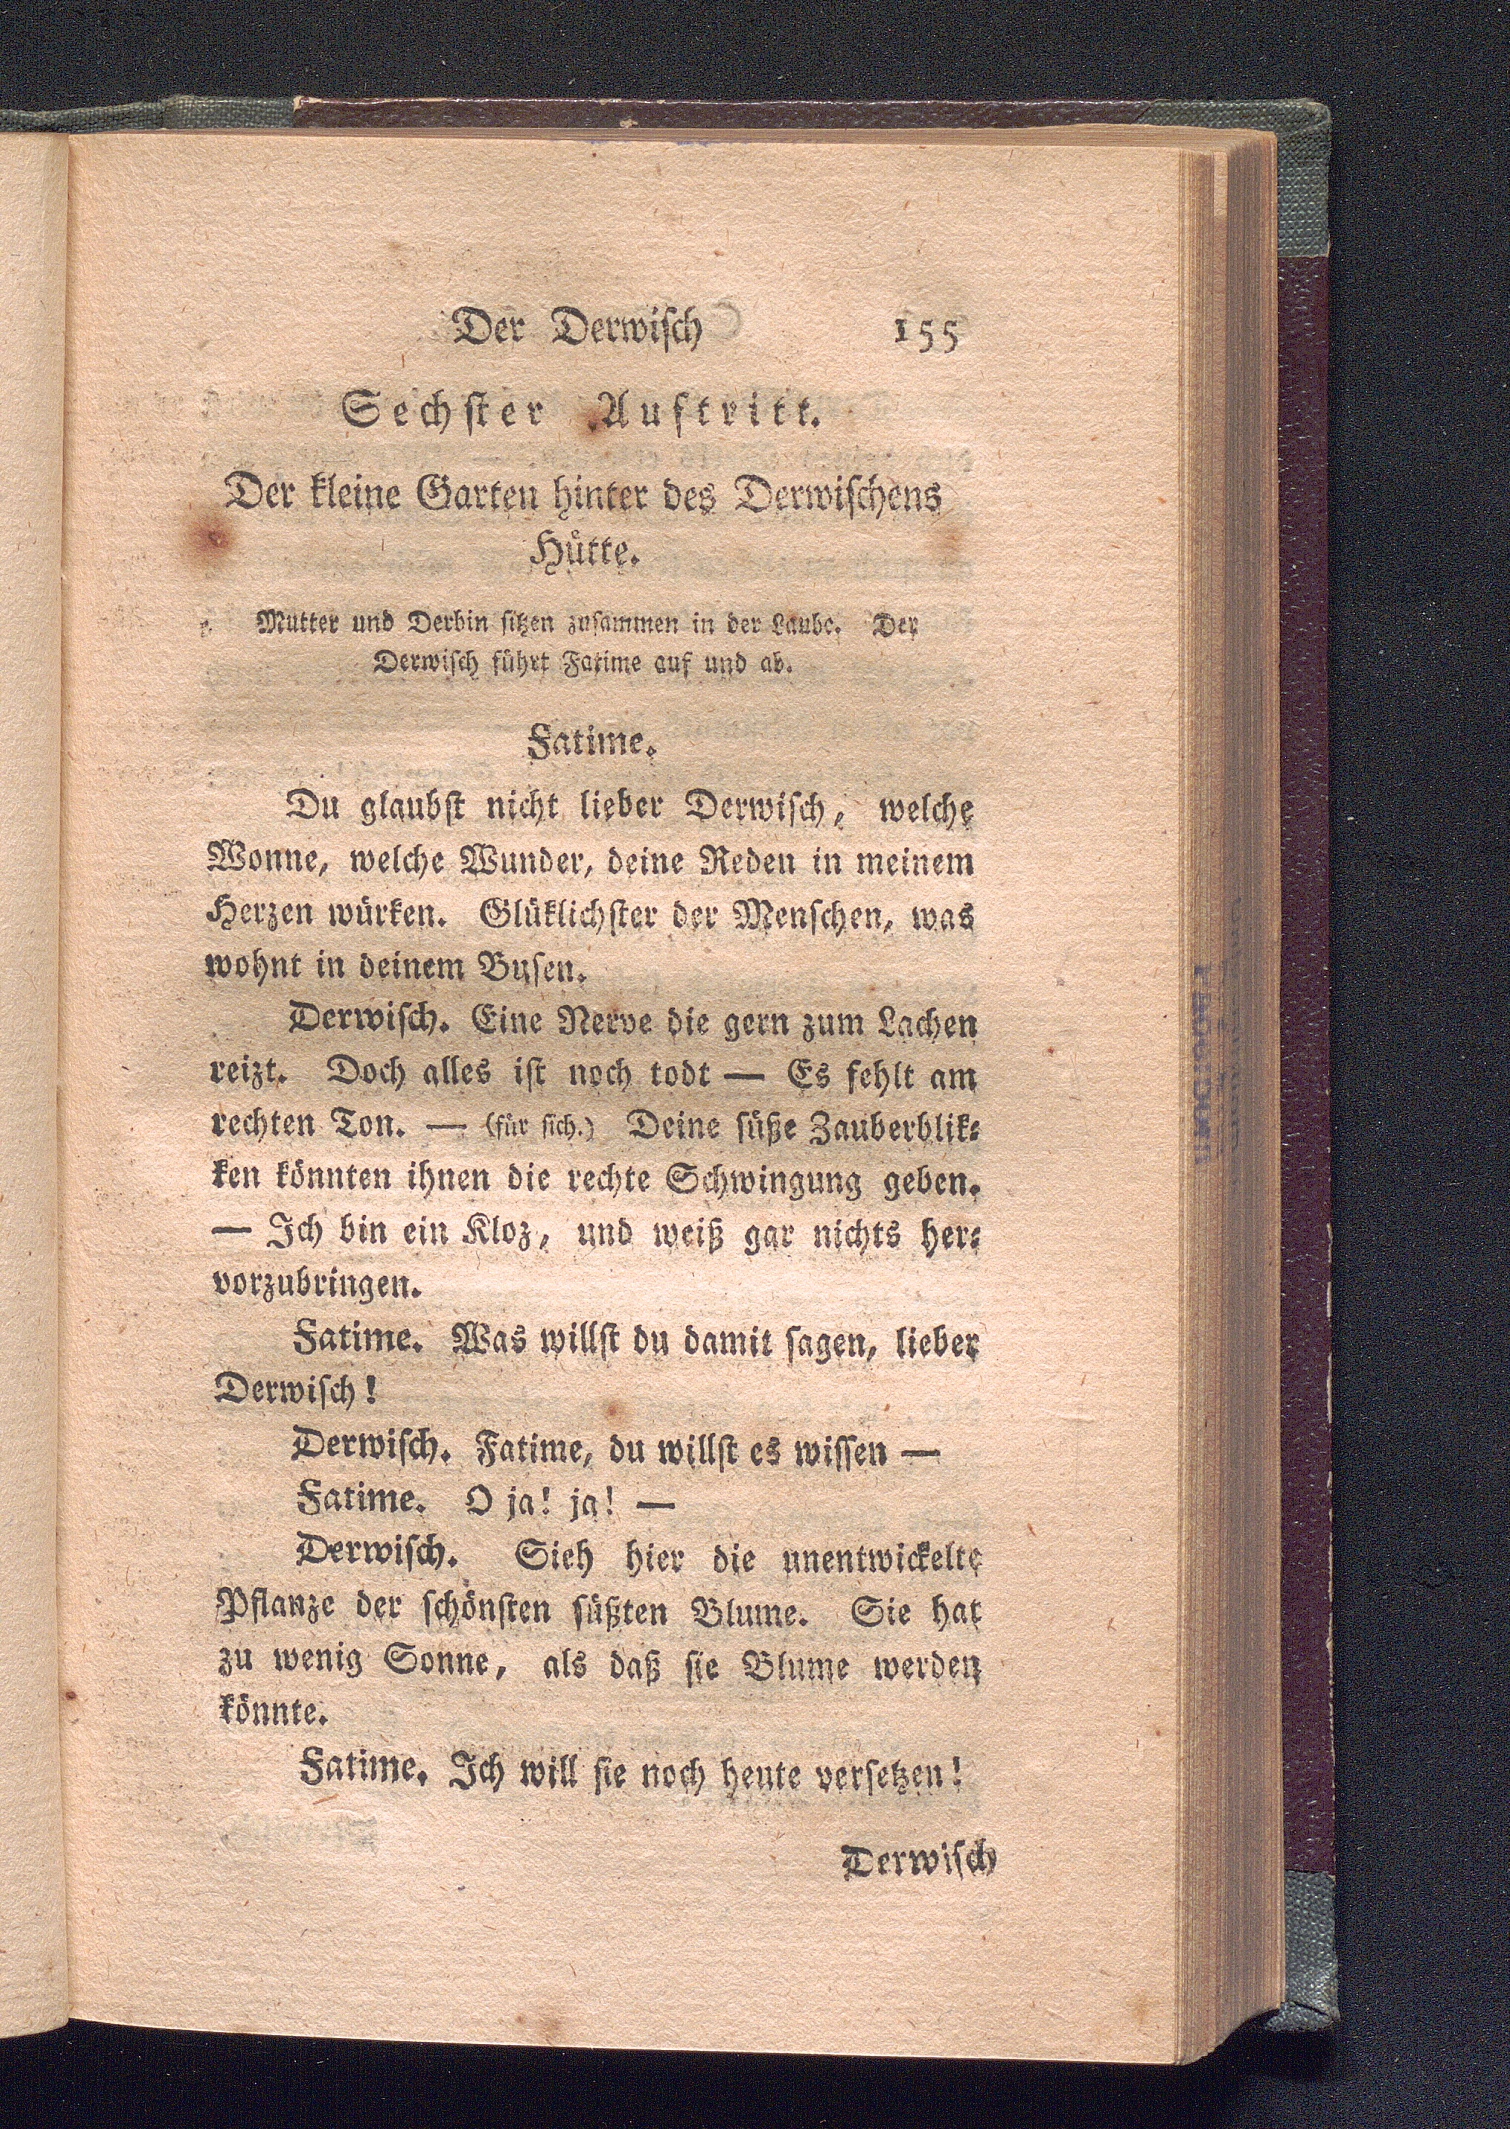 Der Derwiſch 155
Sechſter Auftritt.
Der kleine Garten hinter des Derwiſchens
Hütte.
Mutter und Derbin ſitzen zuſammen in der Laube. Der
Derwiſch führt Fatime auf und ab.
Fatime.
Du glaubſt nicht lieber Derwiſch, welche
Wonne, welche Wunder, deine Reden in meinem
Herzen würken. Glüklichſter der Menſchen, was
wohnt in deinem Buſen.
Derwiſch. Eine Nerve die gern zum Lachen
reizt. Doch alles iſt noch todt — Es fehlt am
rechten Ton. — (für ſich.) Deine ſüße Zauberblik⸗
ken könnten ihnen die rechte Schwingung geben.
— Ich bin ein Kloz, und weiß gar nichts her⸗
vorzubringen.
Fatime. Was willſt du damit ſagen, lieber
Derwiſch!
Derwiſch. Fatime, du willſt es wiſſen —
Fatime. O ja! ja! —
Derwiſch. Sieh hier die unentwickelte
Pflanze der ſchönſten ſüßten Blume. Sie hat
zu wenig Sonne, als daß ſie Blume werden
könnte.
Fatime. Ich will ſie noch heute verſetzen!
Derwiſch